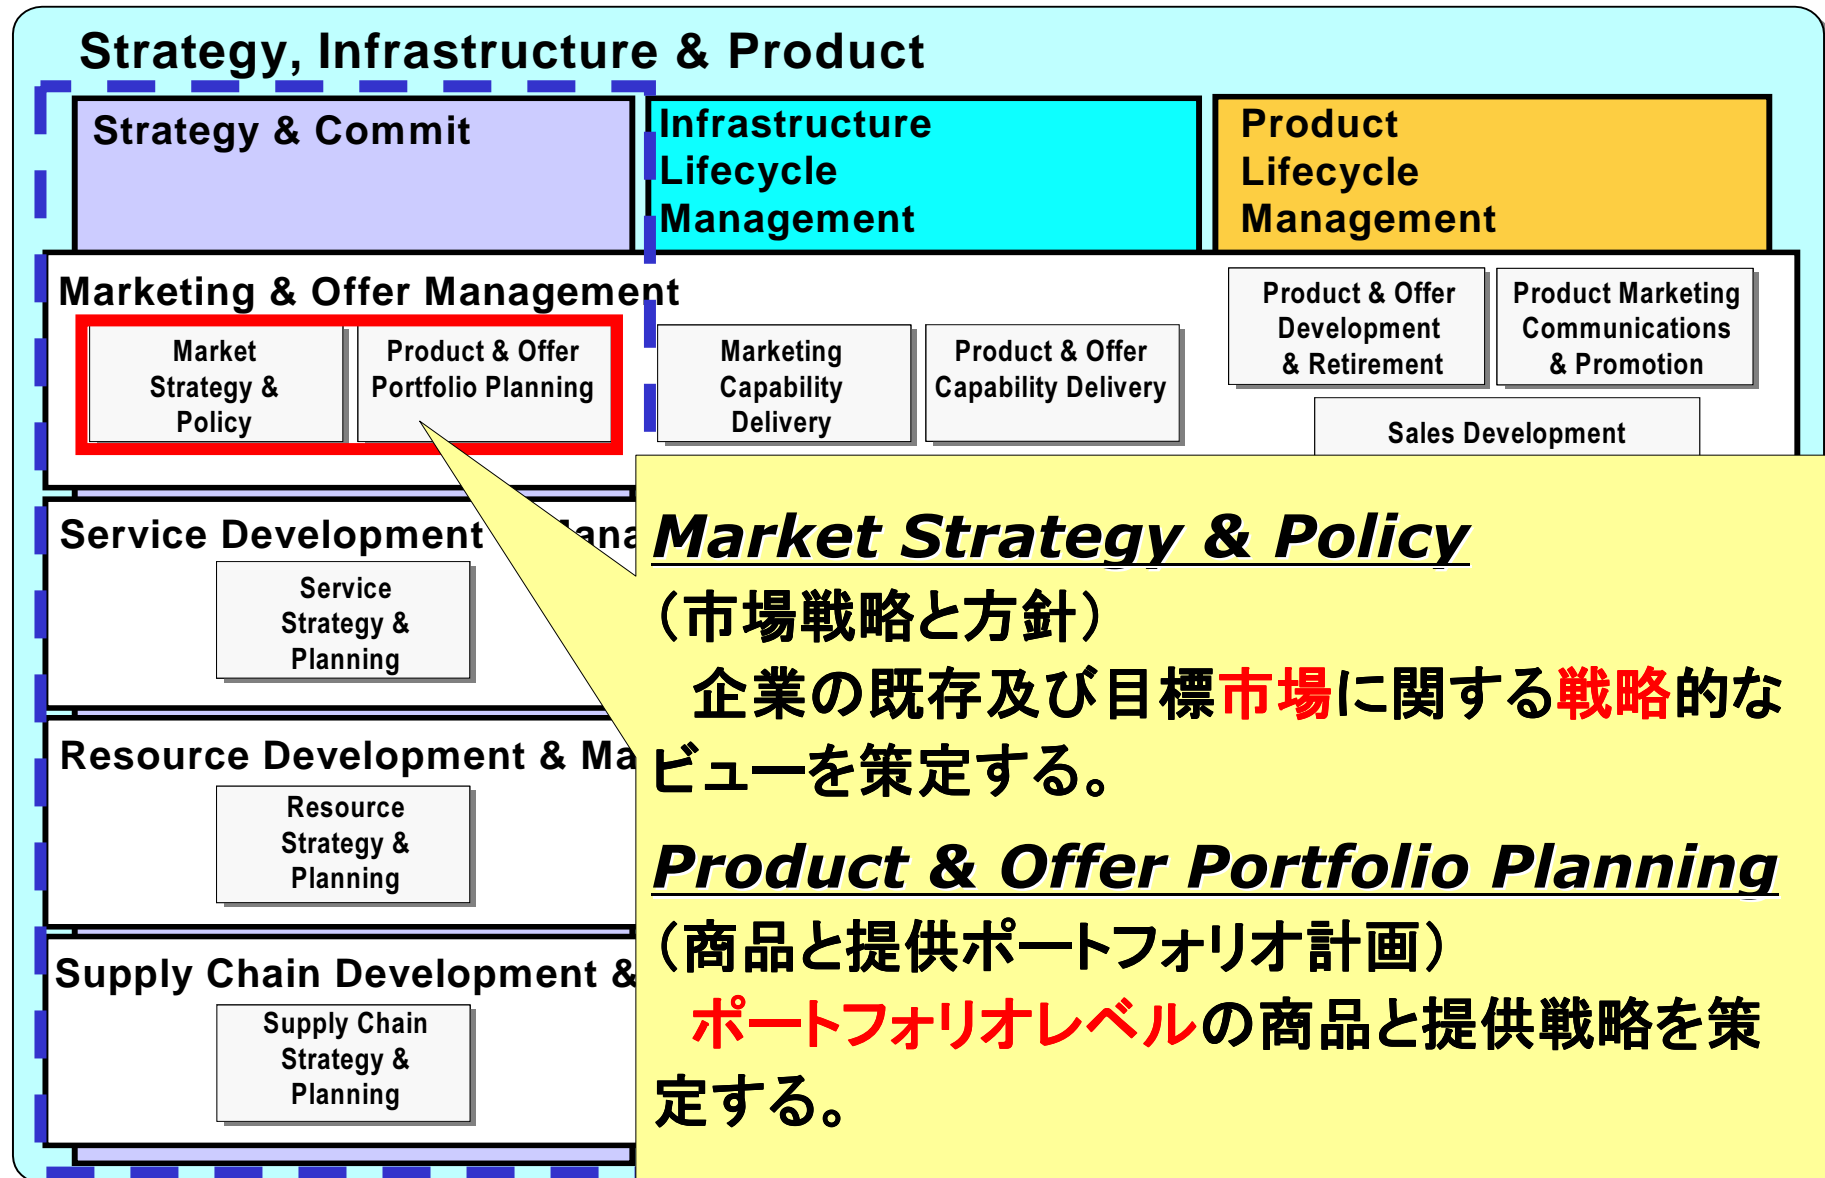 Strategy, Infrastructure & Product
Strategy & Commit
Infrastructure
Lifecycle
Management
Product
Lifecycle
Management
Marketing & Offer Management
Market
Strategy &
Policy
Product & Offer
Portfolio Planning
Marketing
Capability
Delivery
Product & Offer
Capability Delivery
Product & Offer
Development
& Retirement
Product Marketing
Communications
& Promotion
Sales Development
Service Development
Service
Strategy &
Planning
Resource Development & Ma
Resource
Strategy &
Planning
Supply Chain Development &
Supply Chain
Strategy &
Planning
Market Strategy & Policy
（市場戦略と方針）
企業の既存及び目標市場に関する戦略的な
ビューを策定する。
Product & Offer Portfolio Planning
（商品と提供ポートフォリオ計画）
ポートフォリオレベルの商品と提供戦略を策
定する。